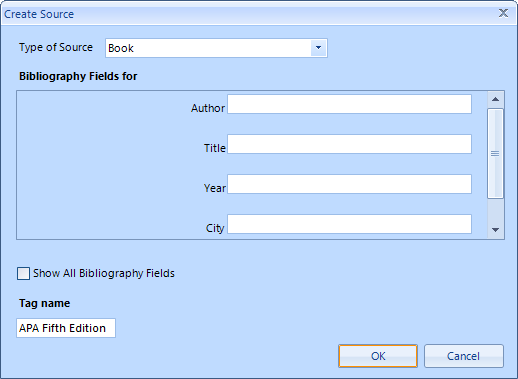 Create Source
Type of Source Book
Bibliography Fields for
Author
Title
Year
City
Show All Bibliography Fields
Tag name
APA Fifth Edition
OK Cancel